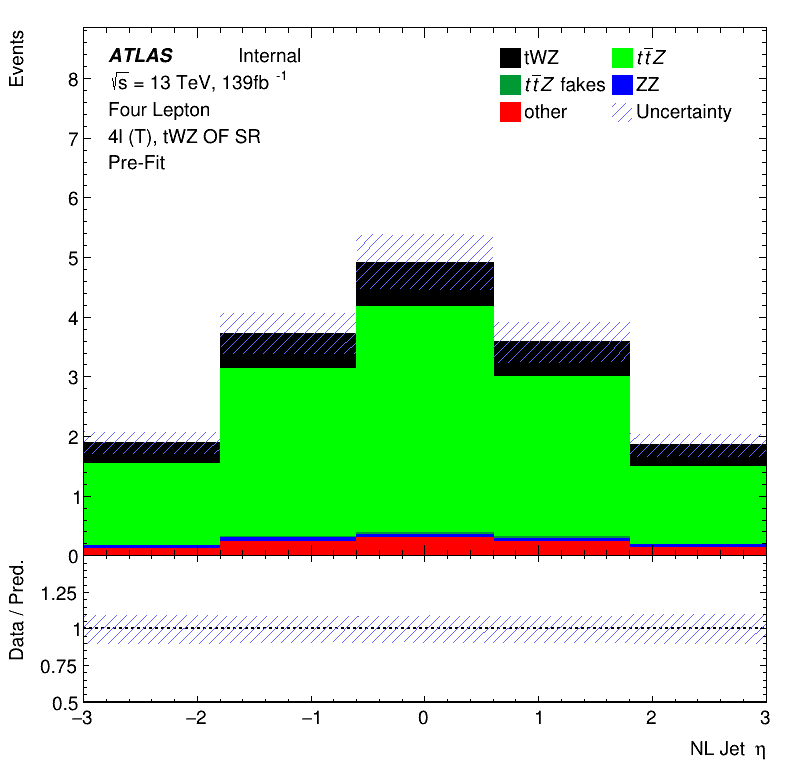 Events
ATLAS Internal
√s = 13 TeV, 139fb -1
Four Lepton
4l (T), tWZ OF SR
Pre-Fit
tWZ tt̄Z
tt̄Z fakes ZZ
other Uncertainty
8
7
6
5
4
3
2
1
0
Data / Pred.
1.25
1
0.75
0.5
−3 −2 −1 0 1 2 3
NL Jet η